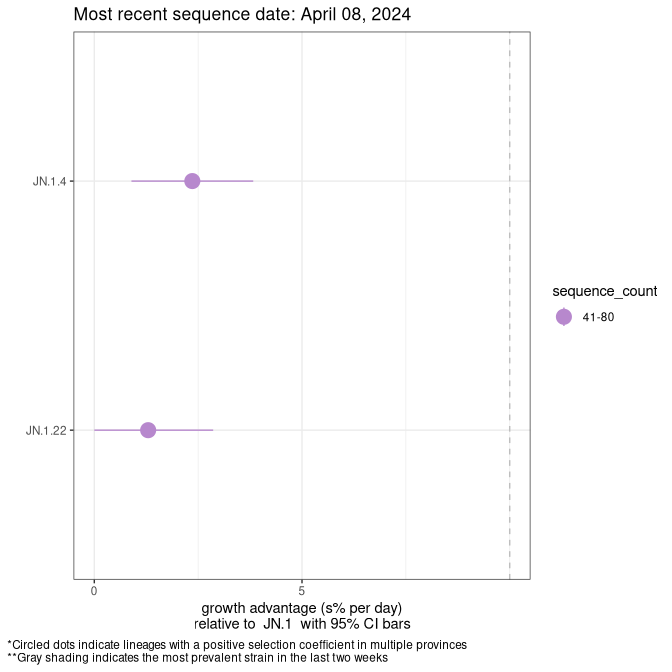 Most recent sequence date: April 08, 2024
JN.1.4
JN.1.22
0
5
growth advantage (s% per day)
relative to  JN.1  with 95% CI bars
sequence_count
41-80
*Circled dots indicate lineages with a positive selection coefficient in multiple provinces
**Gray shading indicates the most prevalent strain in the last two weeks